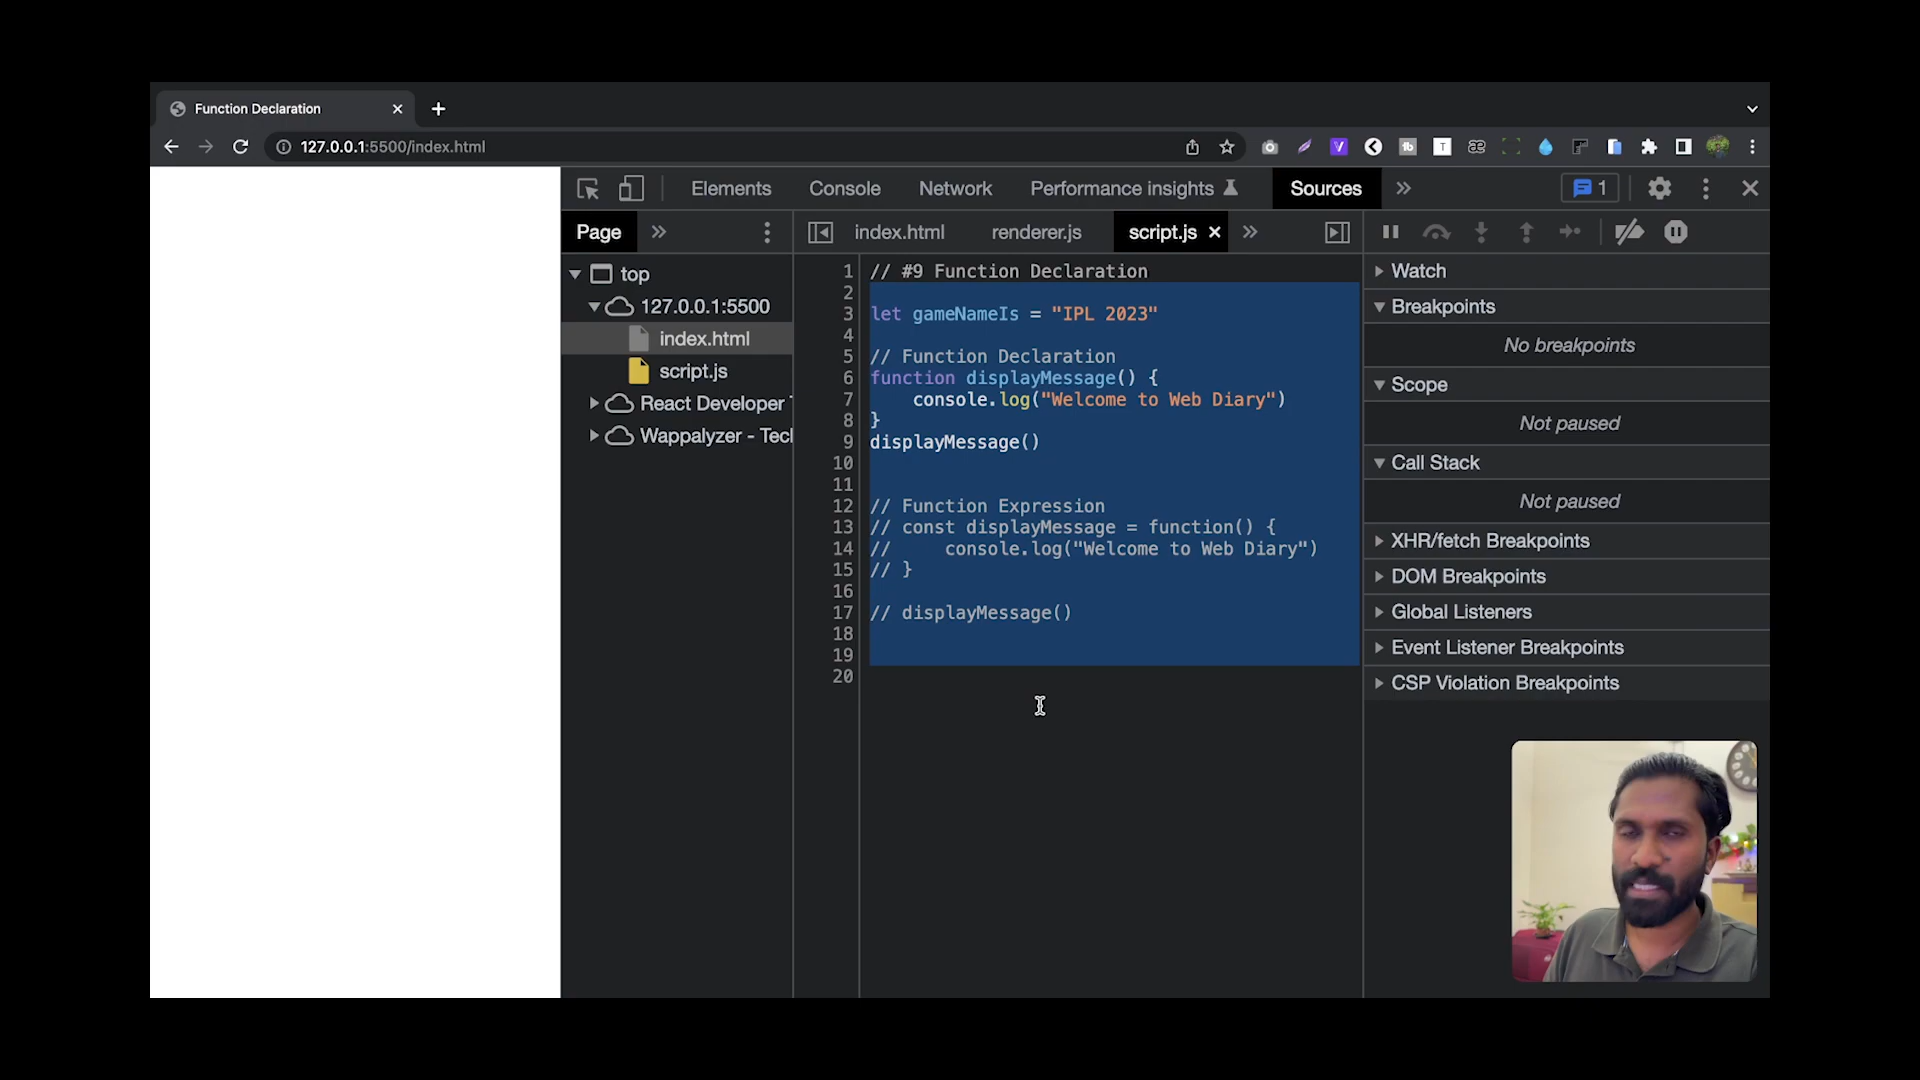 Function Declaration
127.0.0.1:5500/index.html
Elements
Console
Network
Performance insights
Sources
1
Page
index.html
renderer.js
script.js
top
127.0.0.1:5500
index.html
script.js
React Developer
Wappalyzer - Tecl
1 // #9 Function Declaration
2
3 let gameNameIs = "IPL 2023"
4
5 // Function Declaration
6 function displayMessage() {
7 console.log("Welcome to Web Diary")
8 }
9 displayMessage()
10
11
12 // Function Expression
13 // const displayMessage = function() {
14 // console.log("Welcome to Web Diary")
15 // }
16
17 // displayMessage()
18
19
20
Watch
Breakpoints
No breakpoints
Scope
Not paused
Call Stack
Not paused
XHR/fetch Breakpoints
DOM Breakpoints
Global Listeners
Event Listener Breakpoints
CSP Violation Breakpoints